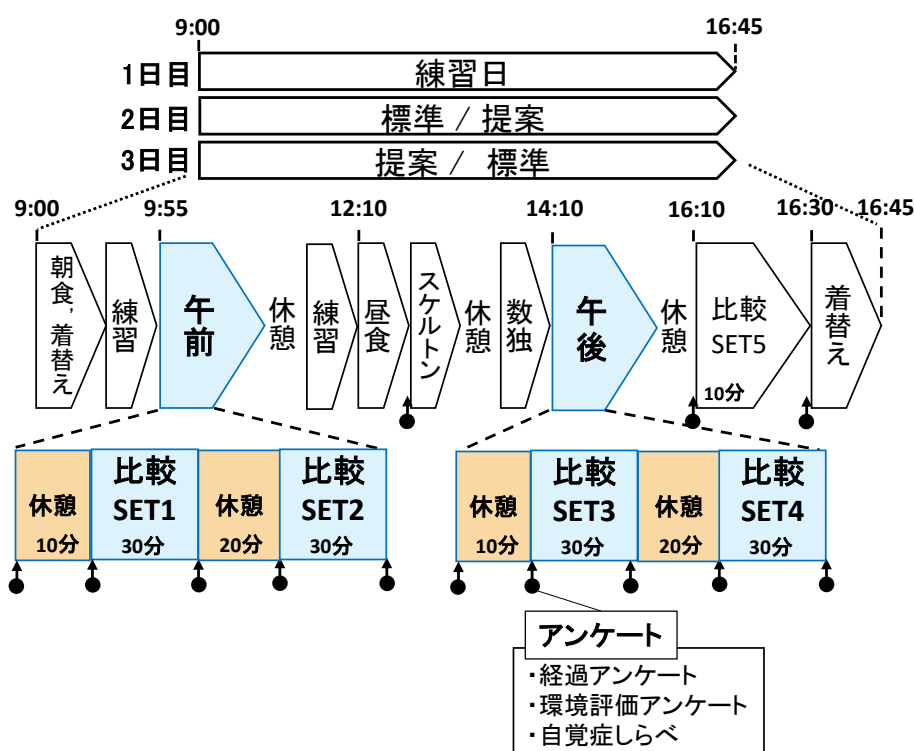 9:00 16:45
1日目 練習日
2日目 標準 / 提案
3日目 提案 / 標準
9:00 9:55 12:10 14:10 16:10 16:30 16:45
朝食,着替え
練習
午前
休憩
練習
昼食
スケルトン
休憩
数独
午後
休憩
比較
SET5
10分
着替え
休憩
10分
比較
SET1
30分
休憩
20分
比較
SET2
30分
休憩
10分
比較
SET3
30分
休憩
20分
比較
SET4
30分
アンケート
・経過アンケート
・環境評価アンケート
・自覚症しらべ